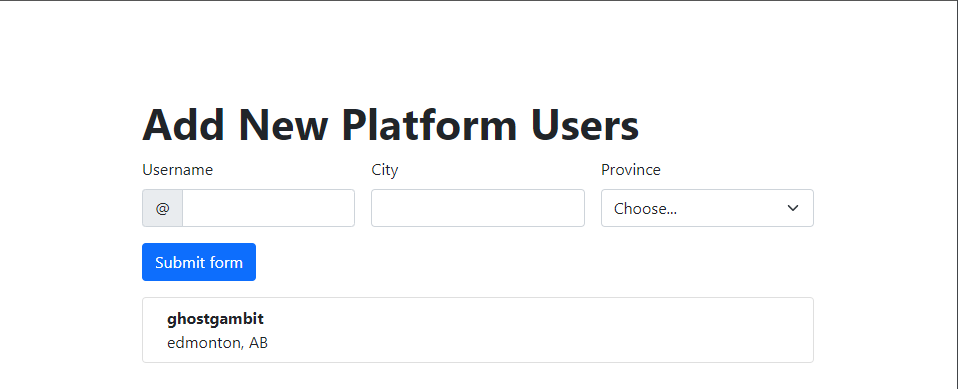 Add New Platform Users
Username City Province
@ Choose...
Submit form
ghostgambit
edmonton, AB